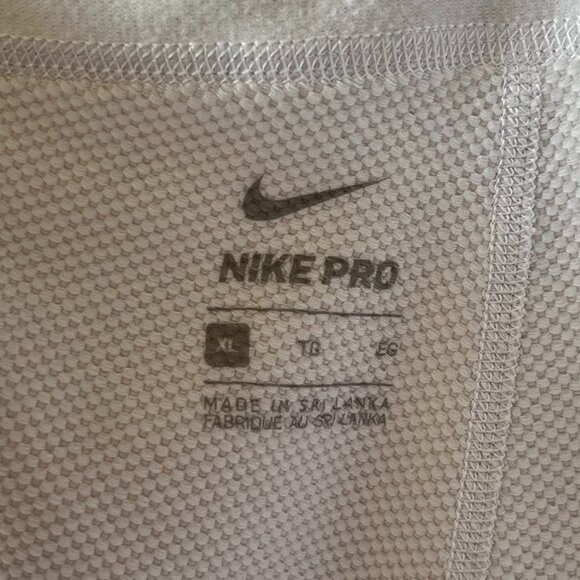 NIKE PRO
XL TG EG
MADE IN SRI LANKA
FABRIQUE AU SRI LANKA